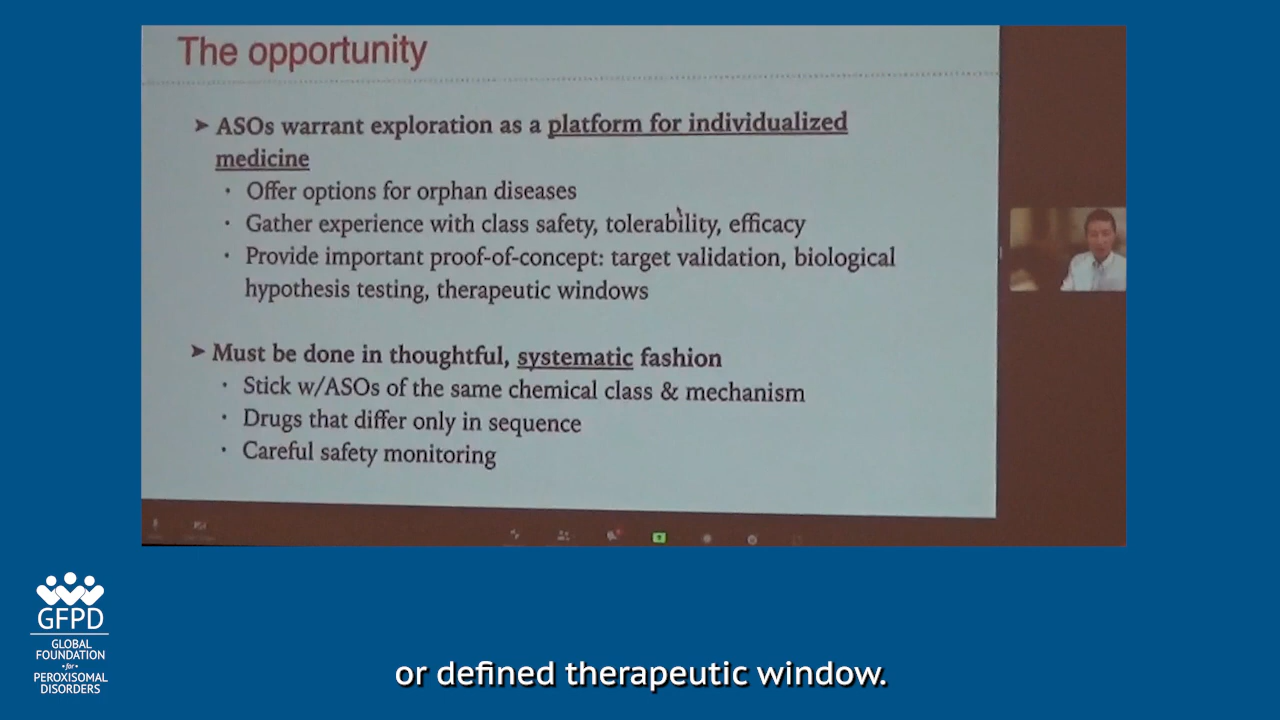 The opportunity
➤ ASOs warrant exploration as a platform for individualized
medicine
· Offer options for orphan diseases
· Gather experience with class safety, tolerability, efficacy
· Provide important proof-of-concept: target validation, biological
hypothesis testing, therapeutic windows
➤ Must be done in thoughtful, systematic fashion
· Stick w/ASOs of the same chemical class & mechanism
· Drugs that differ only in sequence
· Careful safety monitoring
GFPD
GLOBAL
FOUNDATION
for
PEROXISOMAL
DISORDERS
or defined therapeutic window.